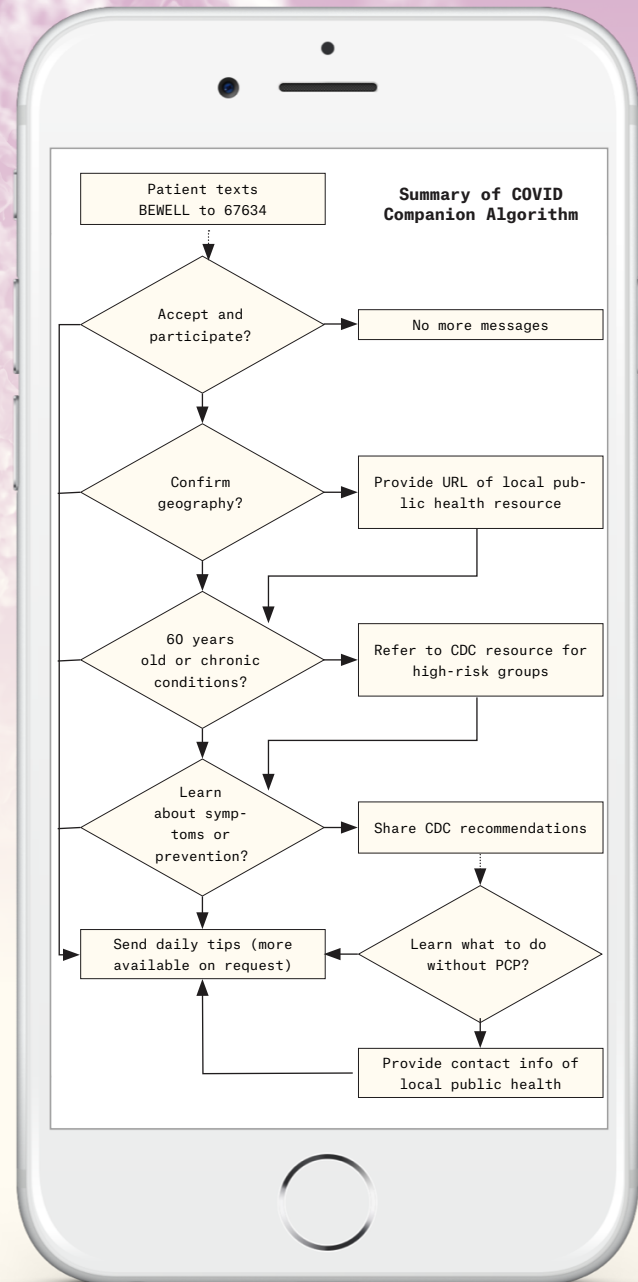 Patient texts
BEWELL to 67634
Summary of COVID
Companion Algorithm
Accept and
participate?
No more messages
Confirm
geography?
Provide URL of local pub-
lic health resource
60 years
old or chronic
conditions?
Refer to CDC resource for
high-risk groups
Learn
about symp-
toms or
prevention?
Share CDC recommendations
Send daily tips (more
available on request)
Learn what to do
without PCP?
Provide contact info of
local public health